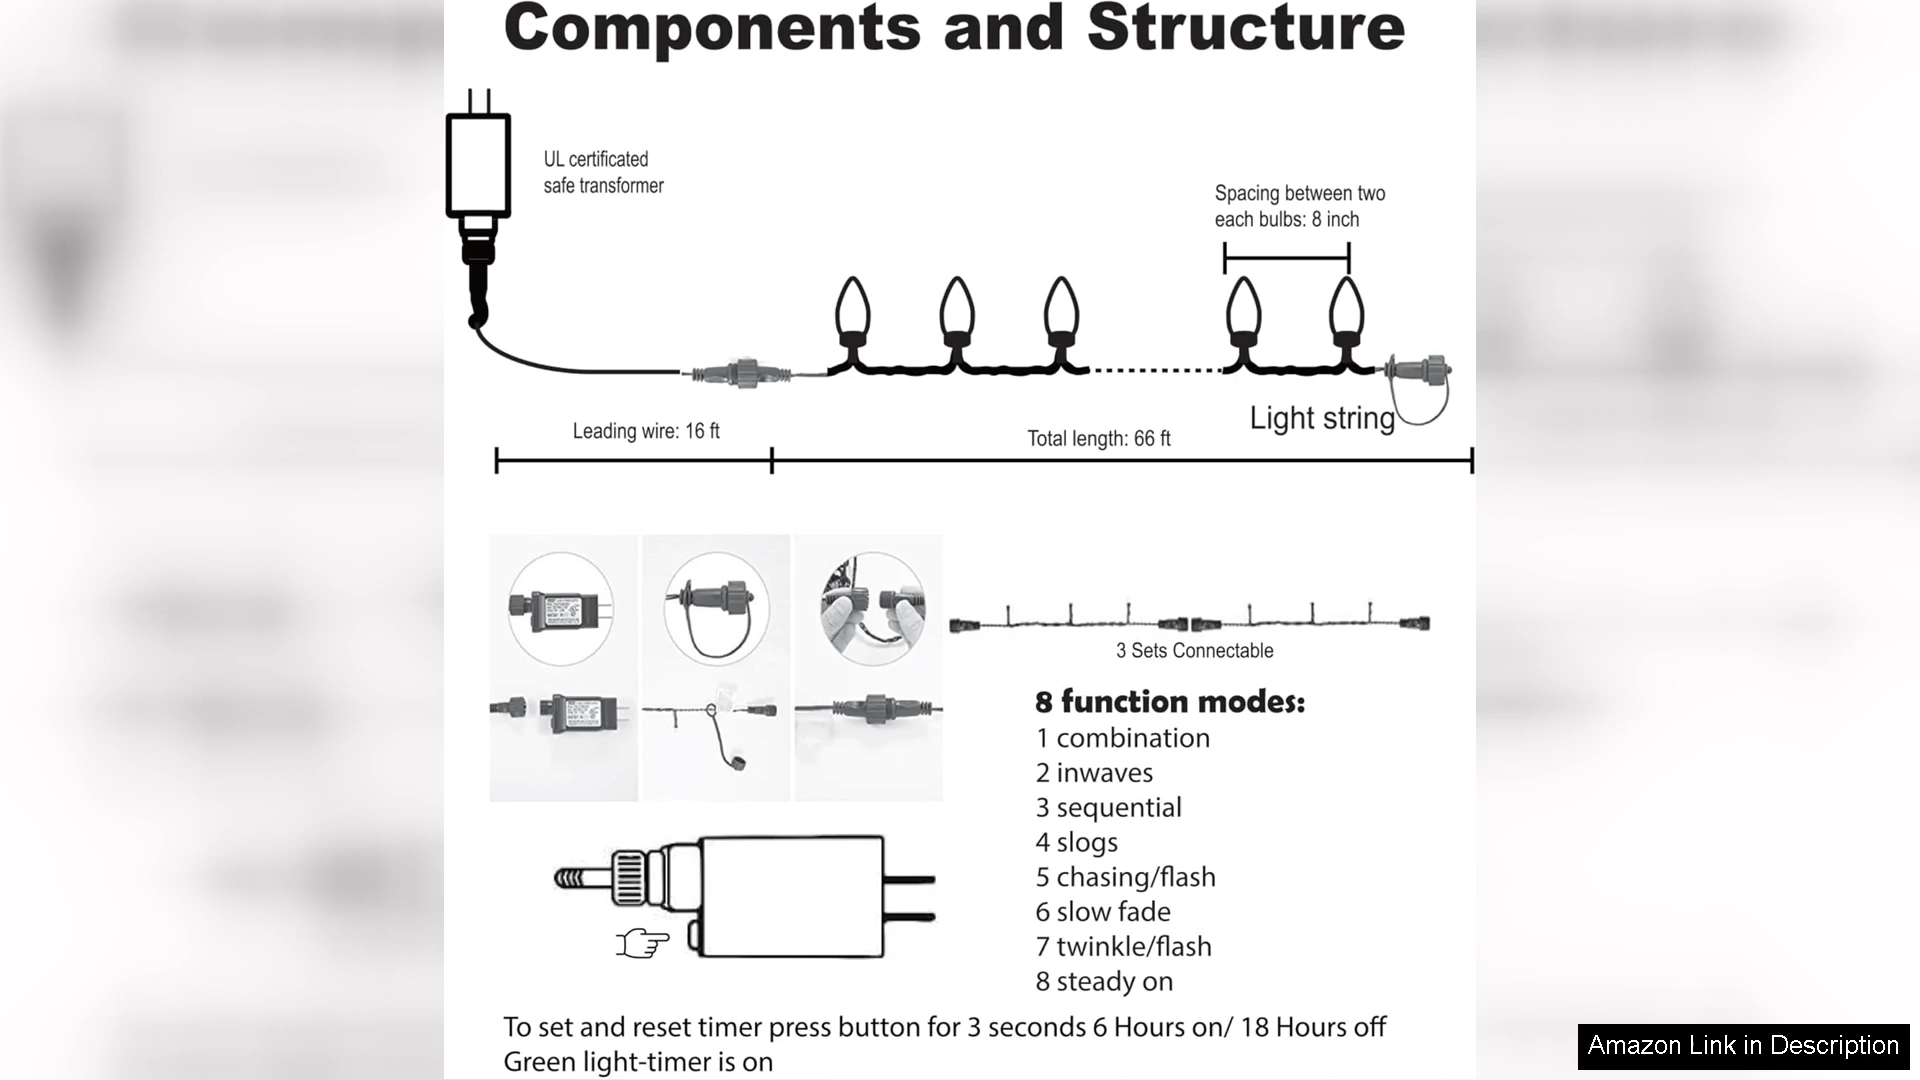 Components and Structure
UL certificated
safe transformer
Spacing between two
each bulbs: 8 inch
Light string
Leading wire: 16 ft
Total length: 66 ft
3 Sets Connectable
8 function modes:
1 combination
2 inwaves
3 sequential
4 slogs
5 chasing/flash
6 slow fade
7 twinkle/flash
8 steady on
To set and reset timer press button for 3 seconds 6 Hours on/ 18 Hours off
Green light-timer is on
Amazon Link in Description